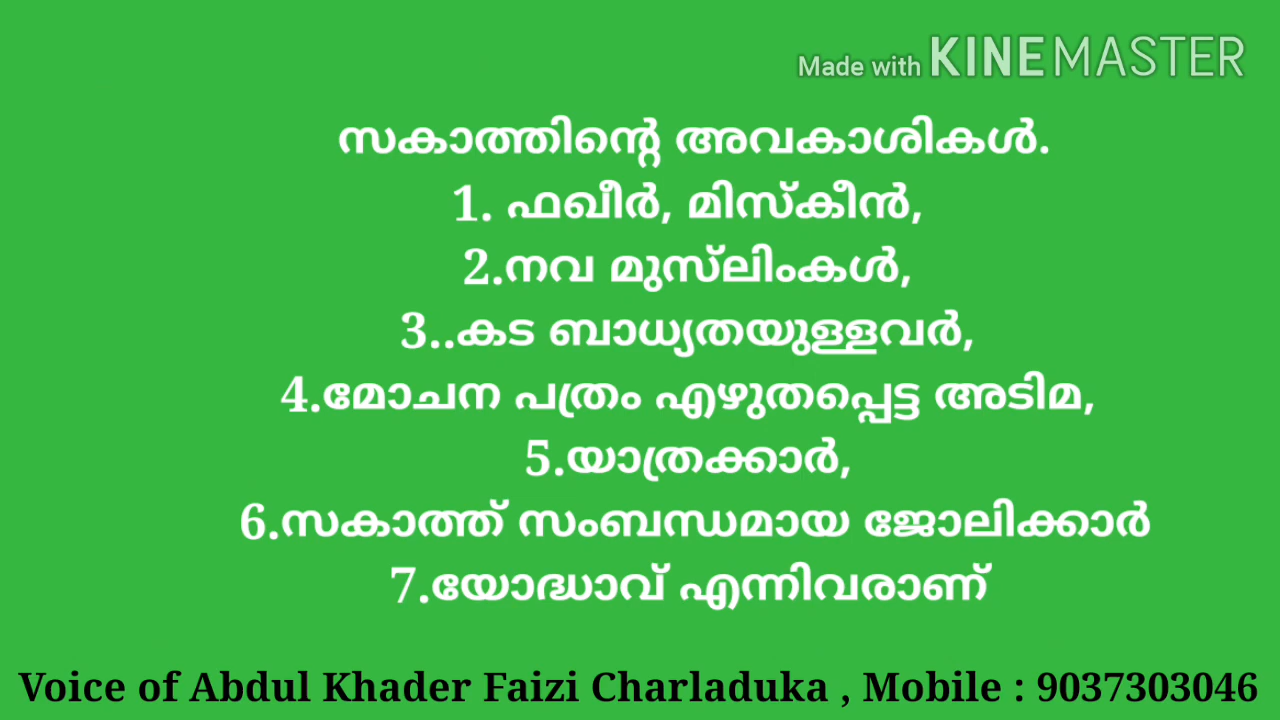 Made with KINEMASTER
സകാത്തിന്റെ അവകാശികൾ.
1. ഫഖീർ, മിസ്കീൻ,
2.നവ മുസ്‌ലിംകൾ,
3..കട ബാധ്യതയുള്ളവർ,
4.മോചന പത്രം എഴുതപ്പെട്ട അടിമ,
5.യാത്രക്കാർ,
6.സകാത്ത് സംബന്ധമായ ജോലിക്കാർ
7.യോദ്ധാവ് എന്നിവരാണ്
Voice of Abdul Khader Faizi Charladuka , Mobile : 9037303046